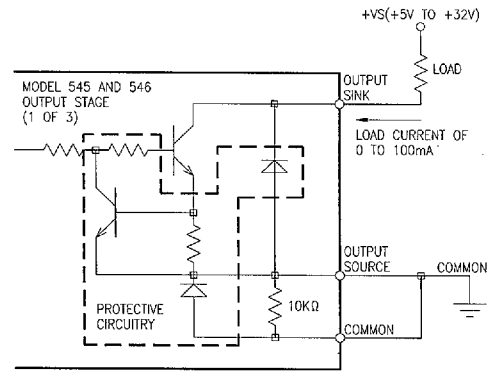 +VS(+5V TO +32V)
LOAD
MODEL 545 AND 546
OUTPUT STAGE
(1 OF 3)
OUTPUT
SINK
LOAD CURRENT OF
0 TO 100mA
OUTPUT
SOURCE
COMMON
PROTECTIVE
CIRCUITRY
10KΩ
COMMON